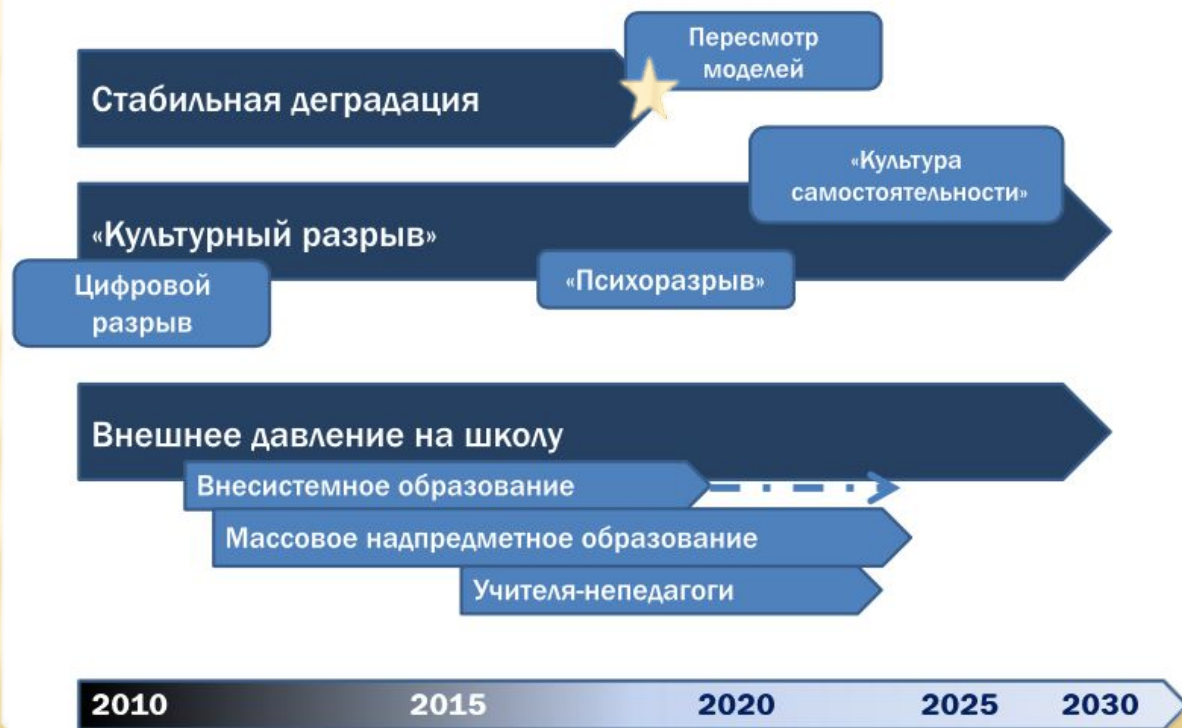 Пересмотр
моделей
Стабильная деградация
«Культура
самостоятельности»
«Культурный разрыв»
Цифровой
разрыв
«Психоразрыв»
Внешнее давление на школу
Внесистемное образование
Массовое надпредметное образование
Учителя-непедагоги
2010 2015 2020 2025 2030